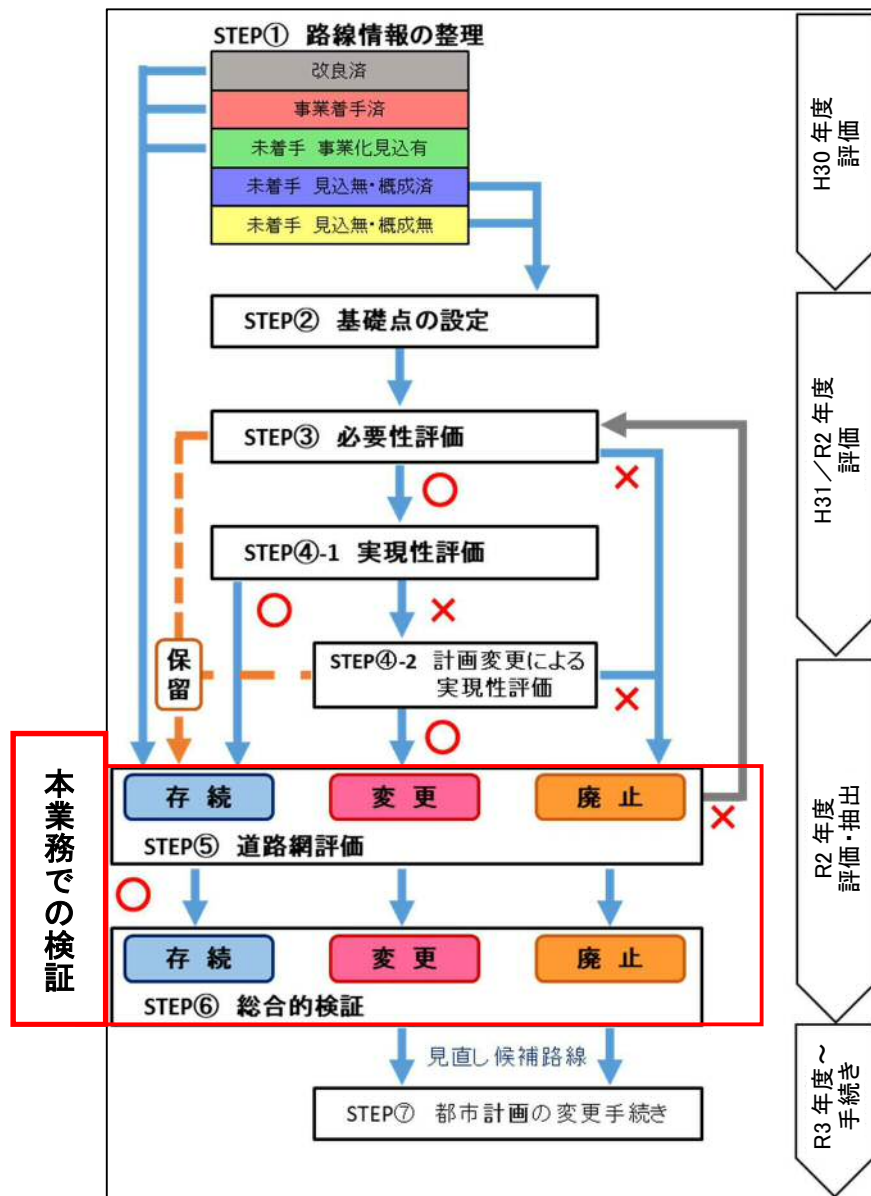 STEP① 路線情報の整理
改良済
事業着手済
未着手 事業化見込有
未着手 見込無・概成済
未着手 見込無・概成無
STEP② 基礎点の設定
STEP③ 必要性評価
○
×
STEP④-1 実現性評価
○
×
保留
STEP④-2 計画変更による
実現性評価
×
○
存続
変更
廃止
×
STEP⑤ 道路網評価
○
存続
変更
廃止
STEP⑥ 総合的検証
見直し候補路線
STEP⑦ 都市計画の変更手続き
本業務での検証
H30年度
評価
H31/R2年度
評価
R2年度
評価・抽出
R3年度~
手続き